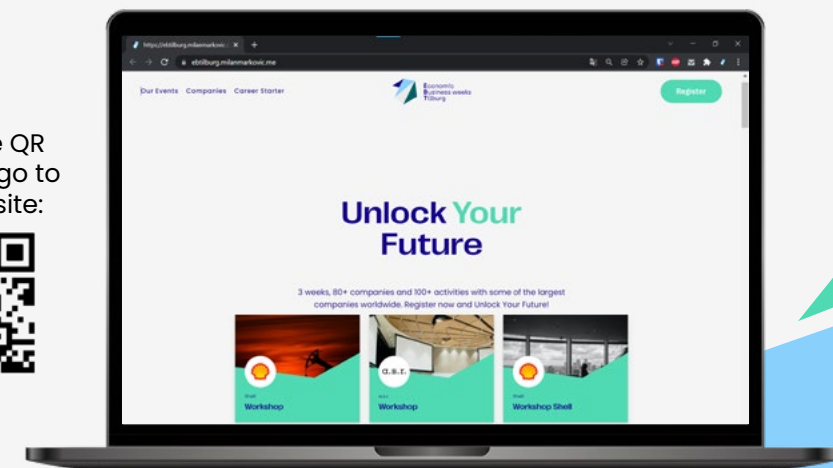 e QR
go to
site:
ebtilburg.milanmarkovic.me
Our Events Companies Career Starter
Economic
Business weeks
Tilburg
Register
Unlock Your
Future
3 weeks, 80+ companies and 100+ activities with some of the largest
companies worldwide. Register now and Unlock Your Future!
a.s.r.
Shell
Workshop
a.s.r.
Workshop
Shell
Workshop Shell